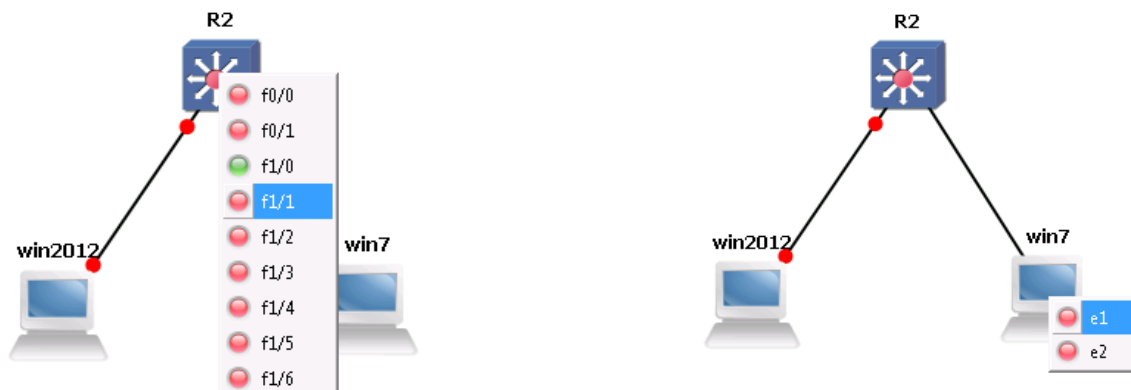 R2
f0/0
f0/1
f1/0
f1/1
f1/2
f1/3
f1/4
f1/5
f1/6
win2012
win7
R2
win2012
win7
e1
e2